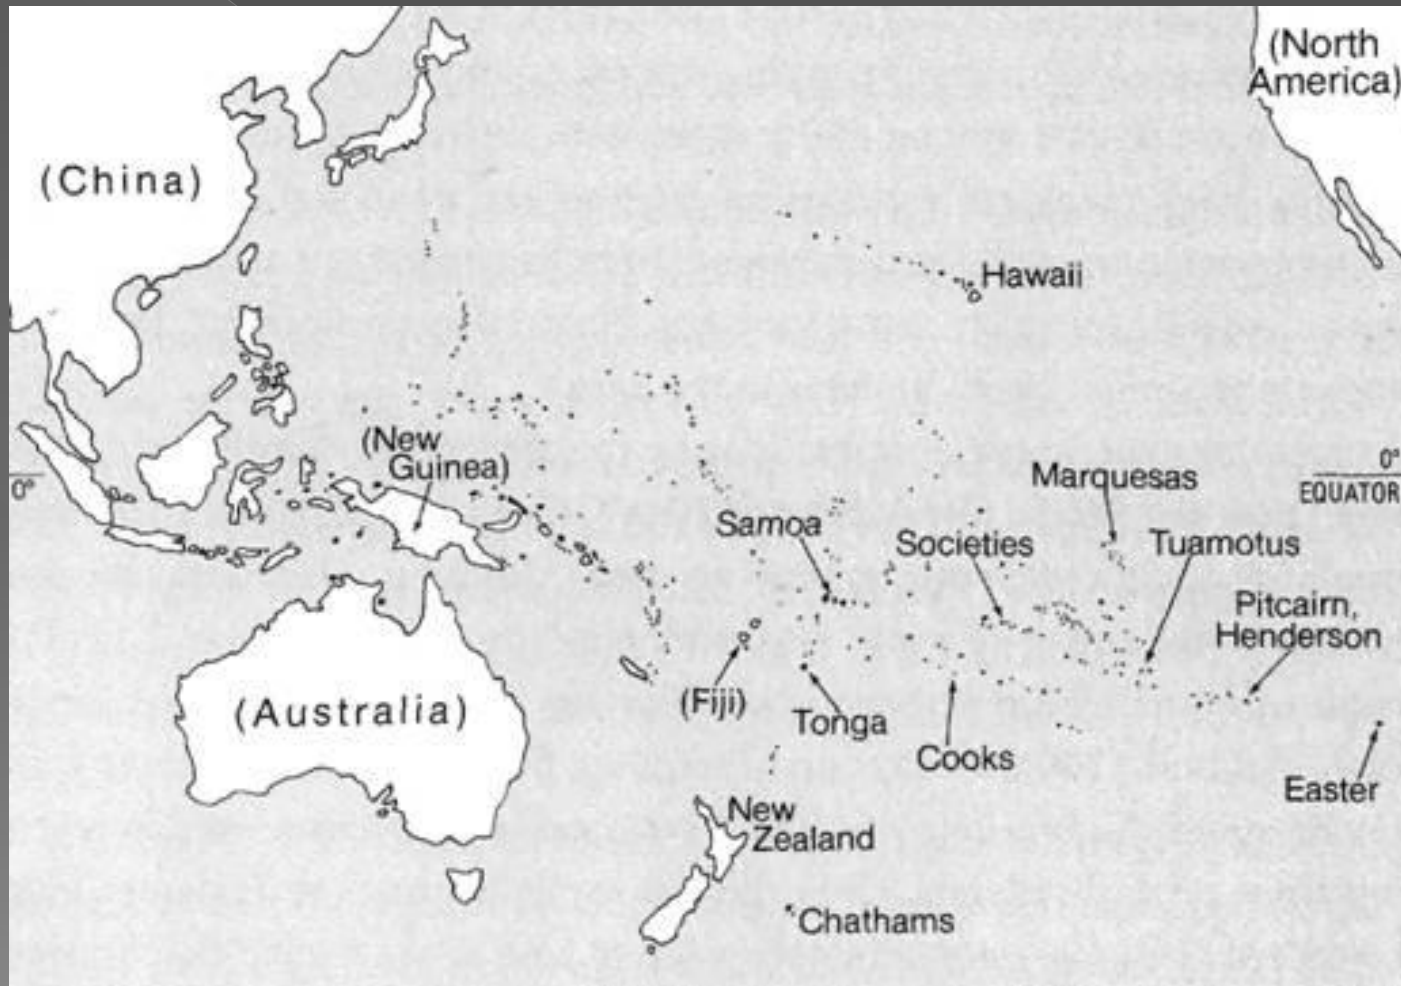 (North
America)
(China)
Hawaii
(New
Guinea)
0°
0°
EQUATOR
Marquesas
Samoa
Societies
Tuamotus
Pitcairn,
Henderson
(Australia)
(Fiji)
Tonga
Cooks
Easter
New
Zealand
Chathams